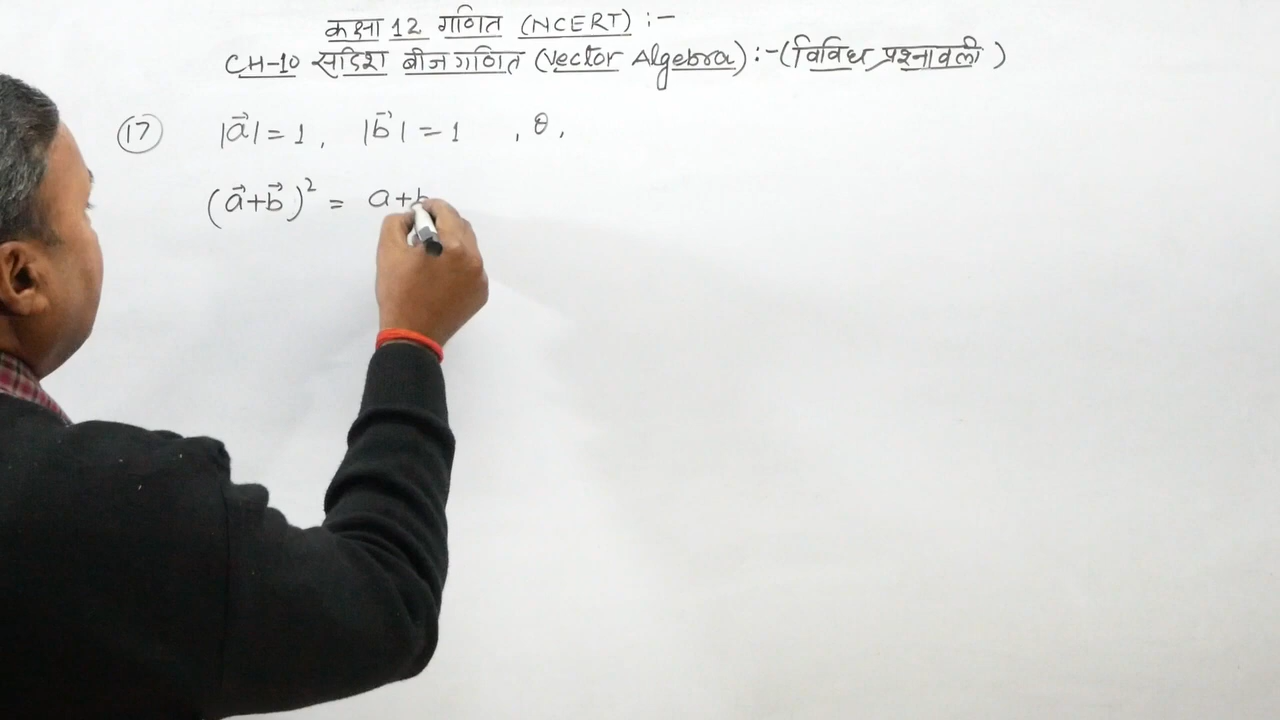 कक्षा 12 गणित (NCERT) :-
CH-10 सदिश बीजगणित (Vector Algebra) :-(विविध प्रश्नावली )
(17) |a⃗| = 1, |b⃗| = 1 , θ,
(a⃗+b⃗)² = a+b